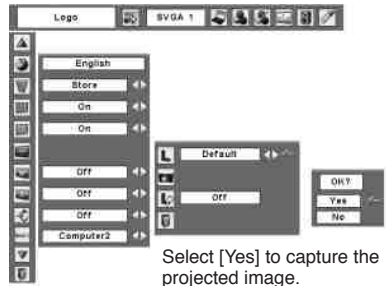 Logo
SVGA 1
English
Store
On
On
Off
Off
Off
Computer2
Default
Off
OK?
Yes
No
Select [Yes] to capture the
projected image.